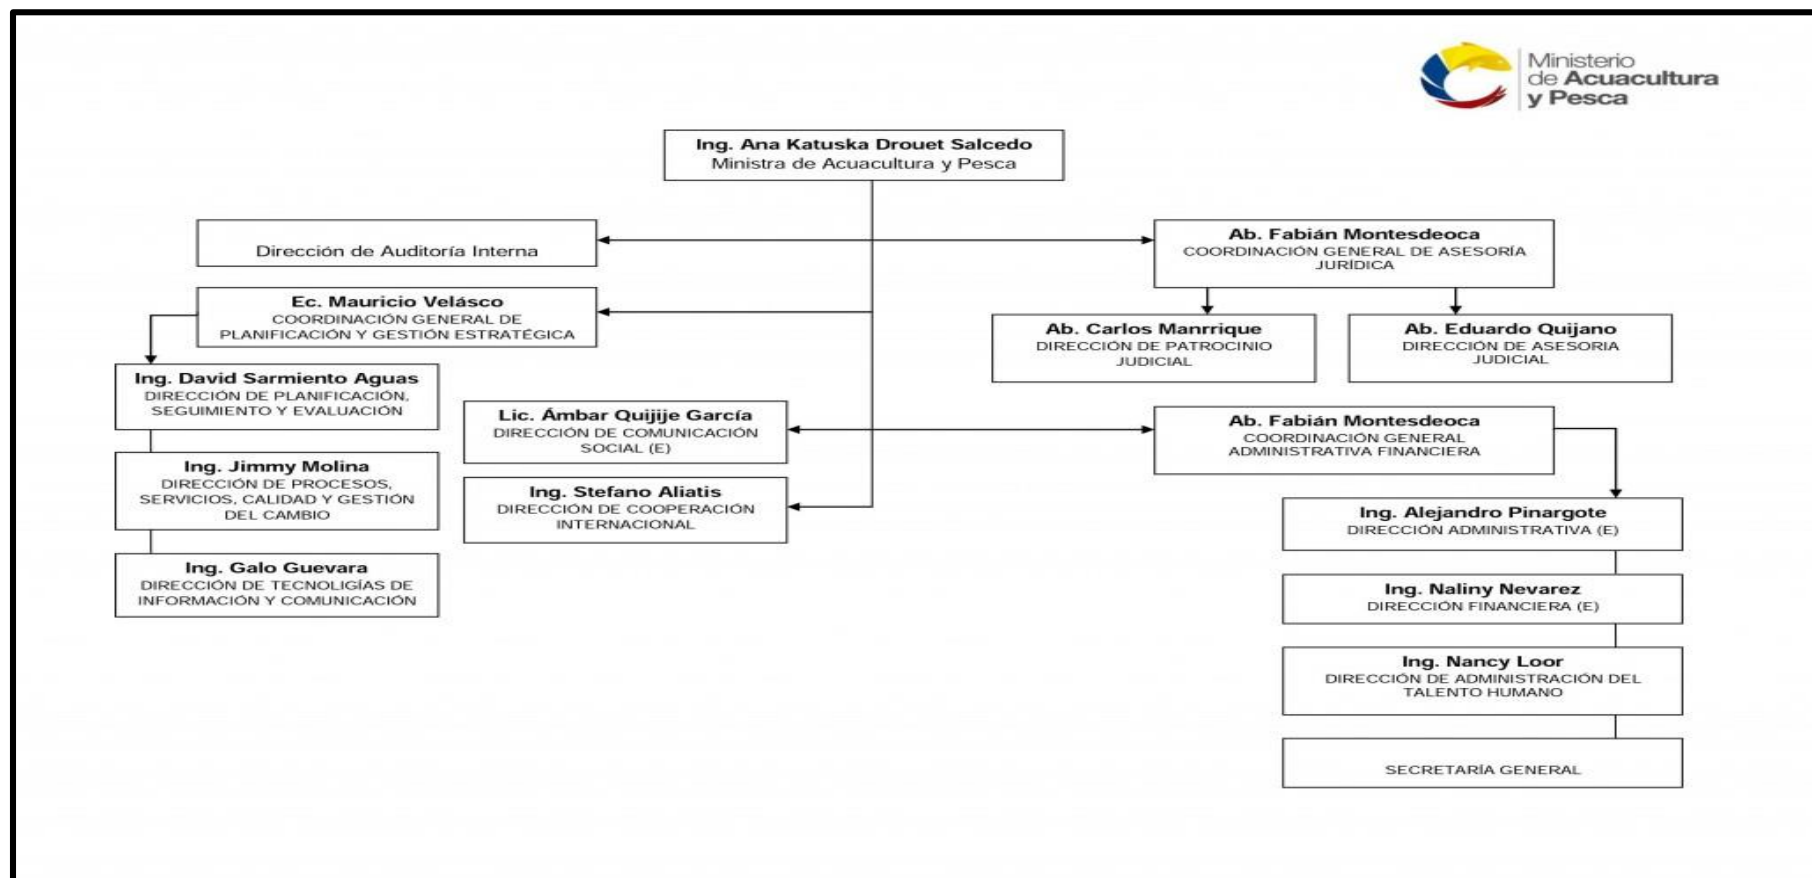 Ministerio
de Acuacultura
y Pesca
Ing. Ana Katuska Drouet Salcedo
Ministra de Acuacultura y Pesca
Dirección de Auditoría Interna
Ab. Fabián Montesdeoca
COORDINACIÓN GENERAL DE ASESORÍA
JURÍDICA
Ec. Mauricio Velásco
COORDINACIÓN GENERAL DE
PLANIFICACIÓN Y GESTIÓN ESTRATÉGICA
Ab. Carlos Manrrique
DIRECCIÓN DE PATROCINIO
JUDICIAL
Ab. Eduardo Quijano
DIRECCIÓN DE ASESORIA
JUDICIAL
Ing. David Sarmiento Aguas
DIRECCIÓN DE PLANIFICACIÓN,
SEGUIMIENTO Y EVALUACIÓN
Lic. Ámbar Quijije García
DIRECCIÓN DE COMUNICACIÓN
SOCIAL (E)
Ab. Fabián Montesdeoca
COORDINACIÓN GENERAL
ADMINISTRATIVA FINANCIERA
Ing. Jimmy Molina
DIRECCIÓN DE PROCESOS,
SERVICIOS, CALIDAD Y GESTIÓN
DEL CAMBIO
Ing. Stefano Aliatis
DIRECCIÓN DE COOPERACIÓN
INTERNACIONAL
Ing. Alejandro Pinargote
DIRECCIÓN ADMINISTRATIVA (E)
Ing. Galo Guevara
DIRECCIÓN DE TECNOLIGÍAS DE
INFORMACIÓN Y COMUNICACIÓN
Ing. Naliny Nevarez
DIRECCIÓN FINANCIERA (E)
Ing. Nancy Loor
DIRECCIÓN DE ADMINISTRACIÓN DEL
TALENTO HUMANO
SECRETARÍA GENERAL